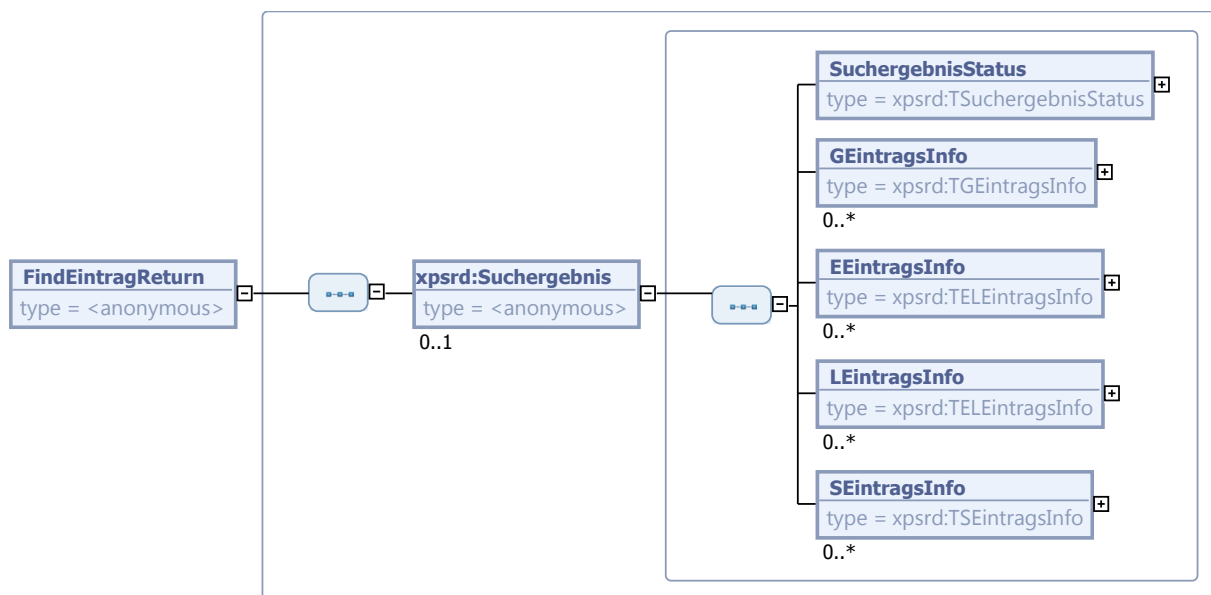 SuchergebnisStatus
type = xpsrd:TSuchergebnisStatus
GEintragsInfo
type = xpsrd:TGEintragsInfo
0..*
FindEintragReturn
type = <anonymous>
xpsrd:Suchergebnis
type = <anonymous>
0..1
EEintragsInfo
type = xpsrd:TELEintragsInfo
0..*
LEintragsInfo
type = xpsrd:TELEintragsInfo
0..*
SEintragsInfo
type = xpsrd:TSEintragsInfo
0..*